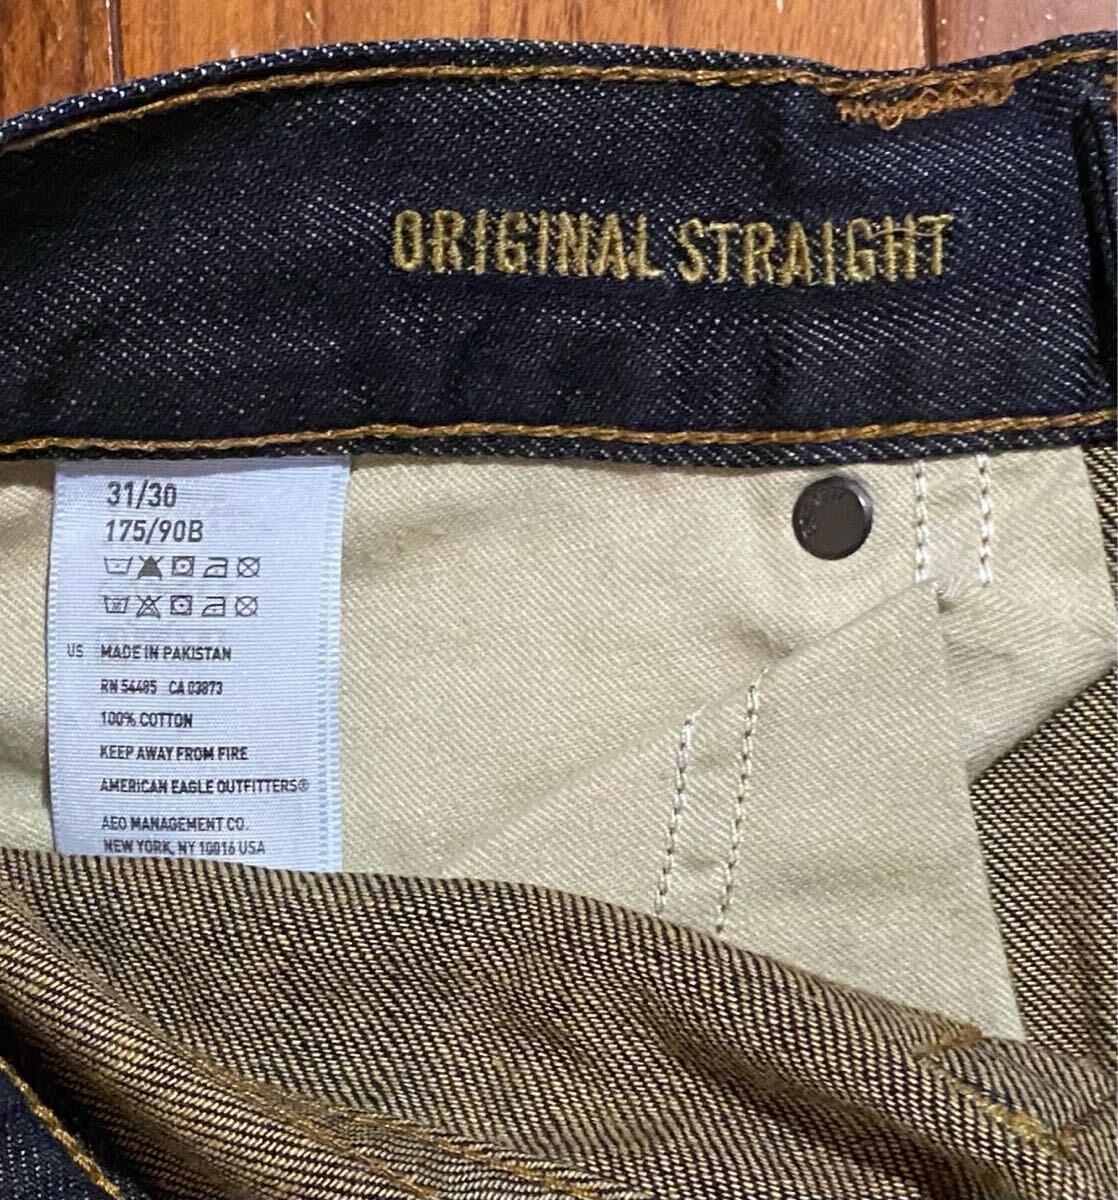 ORIGINAL STRAIGHT
31/30
175/90B
US MADE IN PAKISTAN
RN 54485 CA 03873
100% COTTON
KEEP AWAY FROM FIRE
AMERICAN EAGLE OUTFITTERS®
AEO MANAGEMENT CO.
NEW YORK, NY 10016 USA